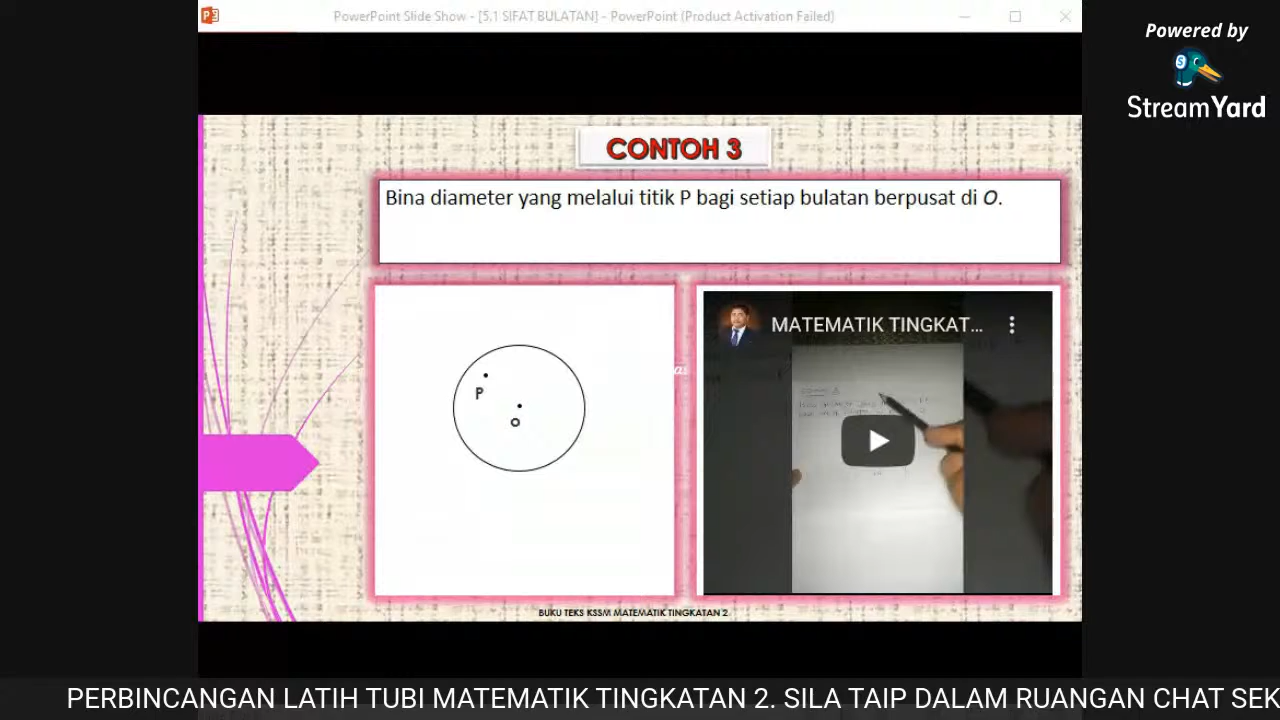 PowerPoint Slide Show - [5.1 SIFAT BULATAN] - PowerPoint (Product Activation Failed)
Powered by
StreamYard
CONTOH 3
Bina diameter yang melalui titik P bagi setiap bulatan berpusat di O.
MATEMATIK TINGKAT...
P
O
BUKU TEKS KSSM MATEMATIK TINGKATAN 2
PERBINCANGAN LATIH TUBI MATEMATIK TINGKATAN 2. SILA TAIP DALAM RUANGAN CHAT SEK